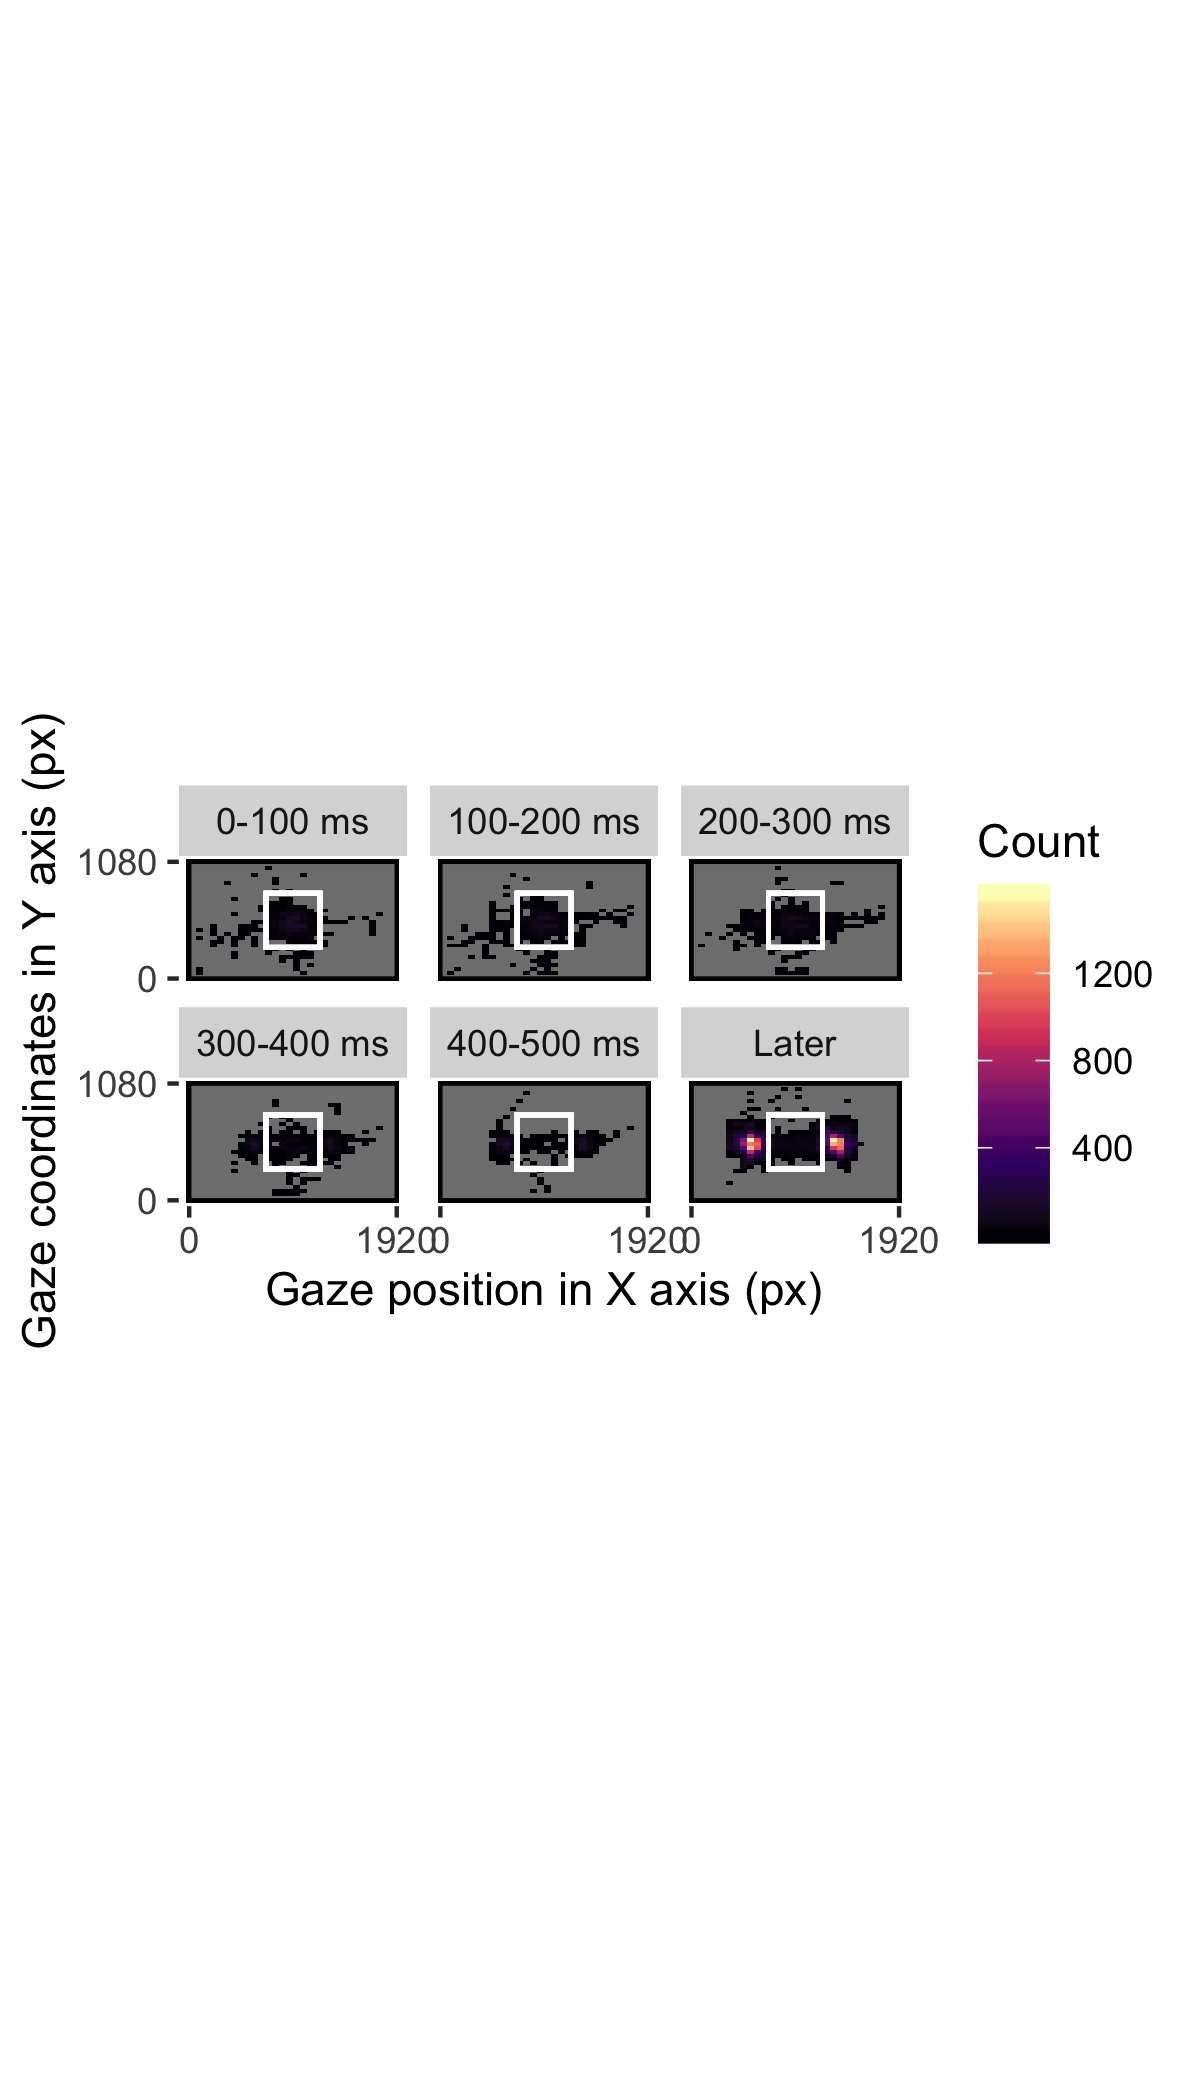 Gaze coordinates in Y axis (px)
0-100 ms
100-200 ms
200-300 ms
1080
0
300-400 ms
400-500 ms
Later
1080
0
0
1920
0
1920
0
1920
Gaze position in X axis (px)
Count
1200
800
400